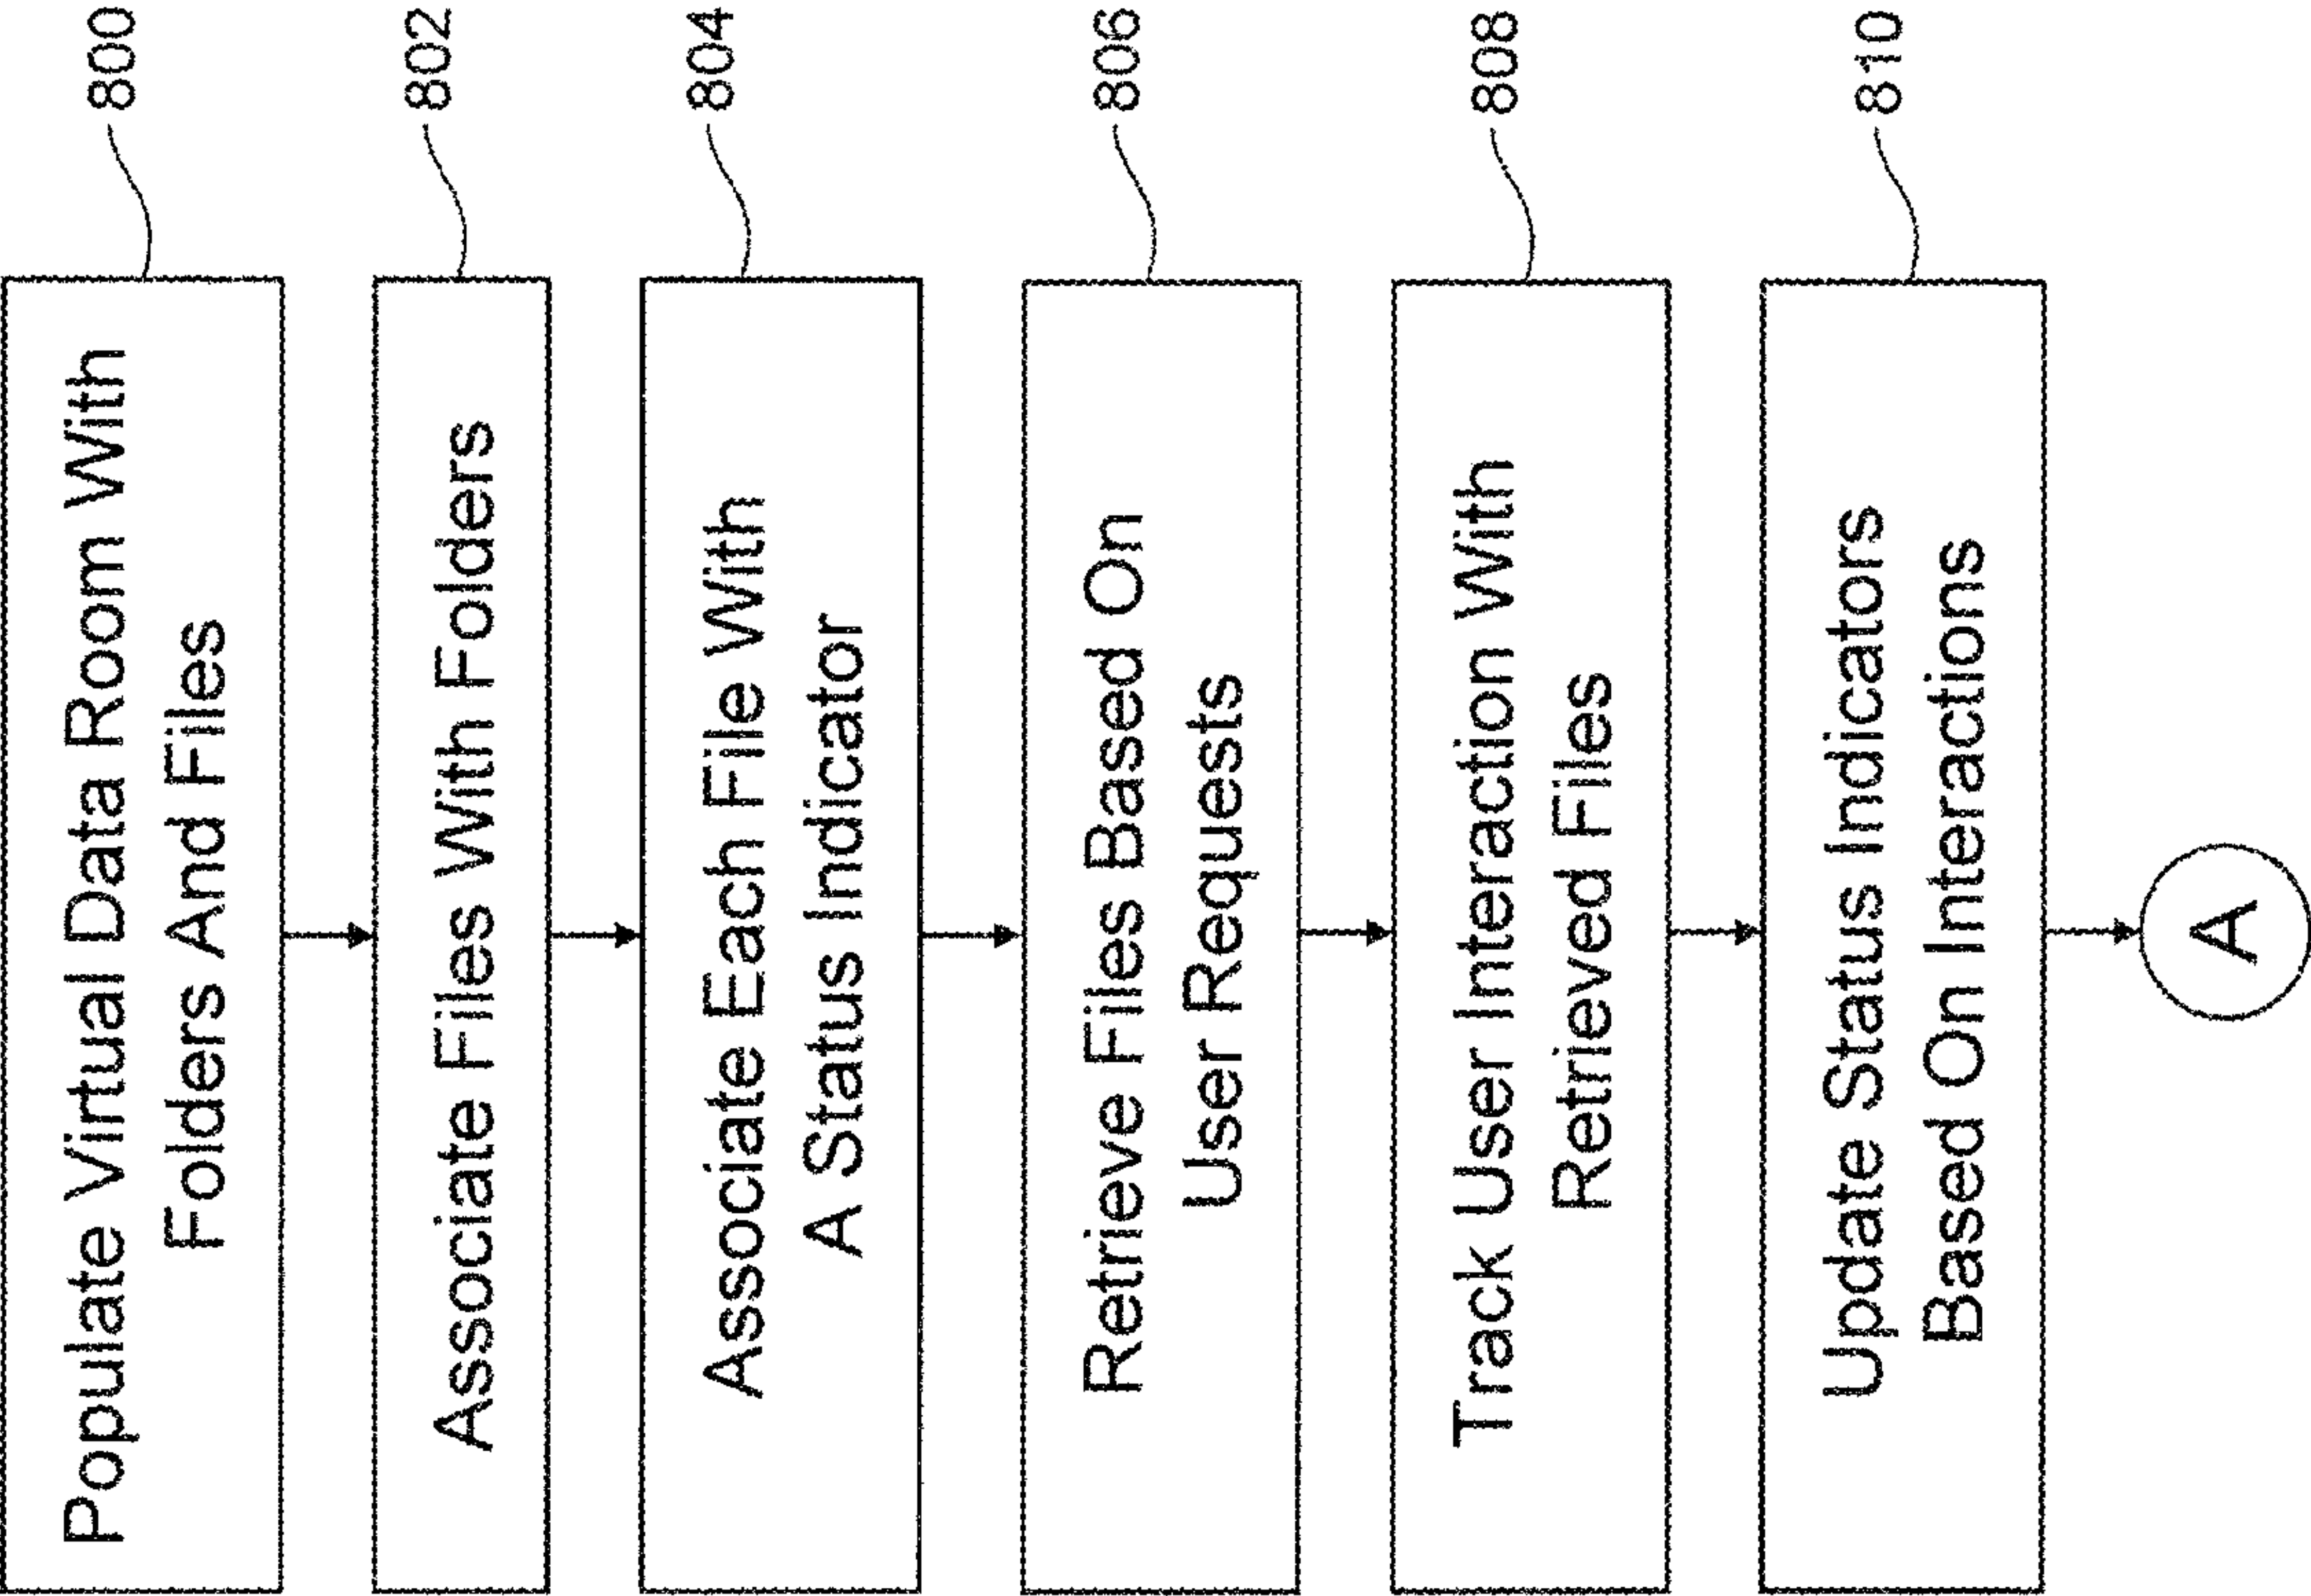 Populate Virtual Data Room With
Folders And Files
800
Associate Files With Folders
802
Associate Each File With
A Status Indicator
804
Retrieve Files Based On
User Requests
806
Track User Interaction With
Retrieved Files
808
Update Status Indicators
Based On Interactions
810
A